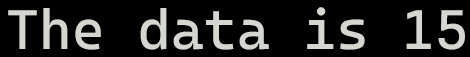 The data is 15